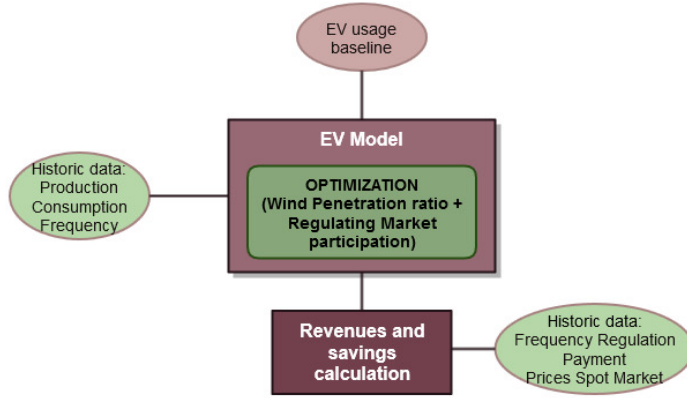 EV usage
baseline
EV Model
Historic data:
Production
Consumption
Frequency
OPTIMIZATION
(Wind Penetration ratio +
Regulating Market
participation)
Revenues and
savings
calculation
Historic data:
Frequency Regulation
Payment
Prices Spot Market